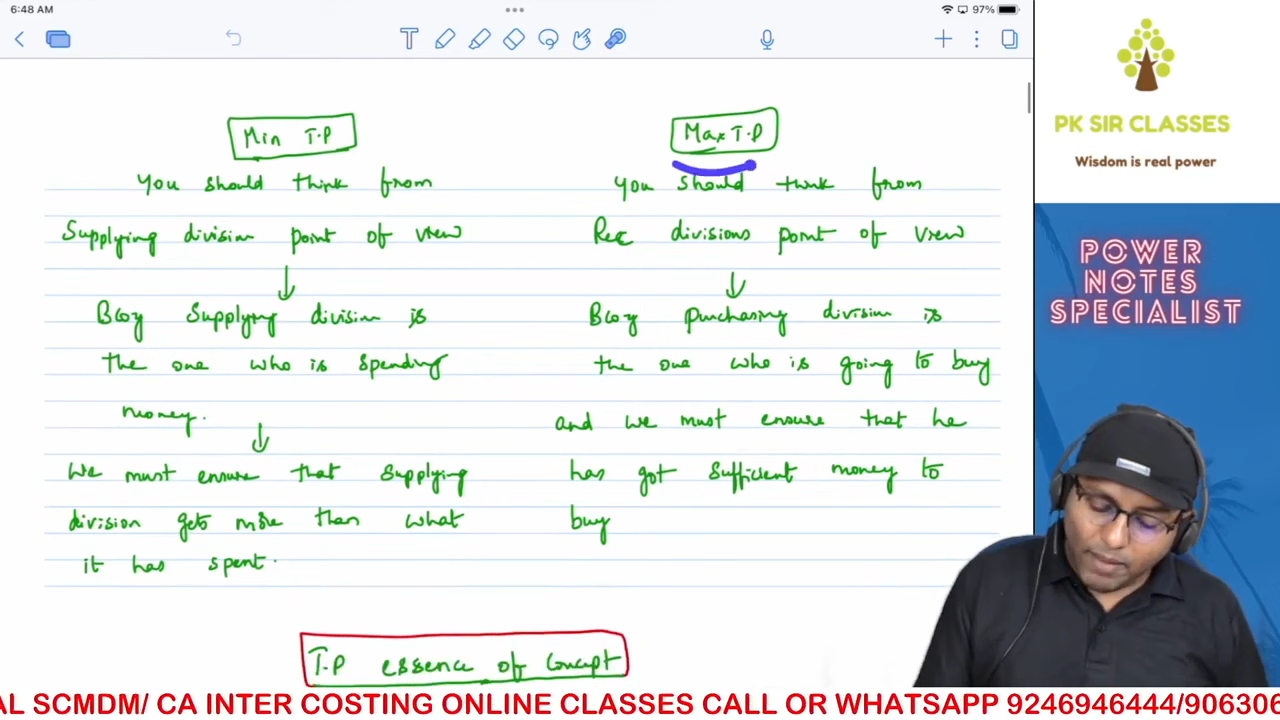 6:48 AM
97%
Min T.P
You should think from
Supplying division point of view
Bcoz Supplying division is
the one who is spending
money.
We must ensure that supplying
division gets more than what
it has spent.
Max T.P
You should think from
Rec divisions point of view
Bcoz purchasing division is
the one who is going to buy
and we must ensure that he
has got sufficient money to
buy
T.P essence of concept
PK SIR CLASSES
Wisdom is real power
POWER
NOTES
SPECIALIST
AL SCMDM/ CA INTER COSTING ONLINE CLASSES CALL OR WHATSAPP 9246946444/906306